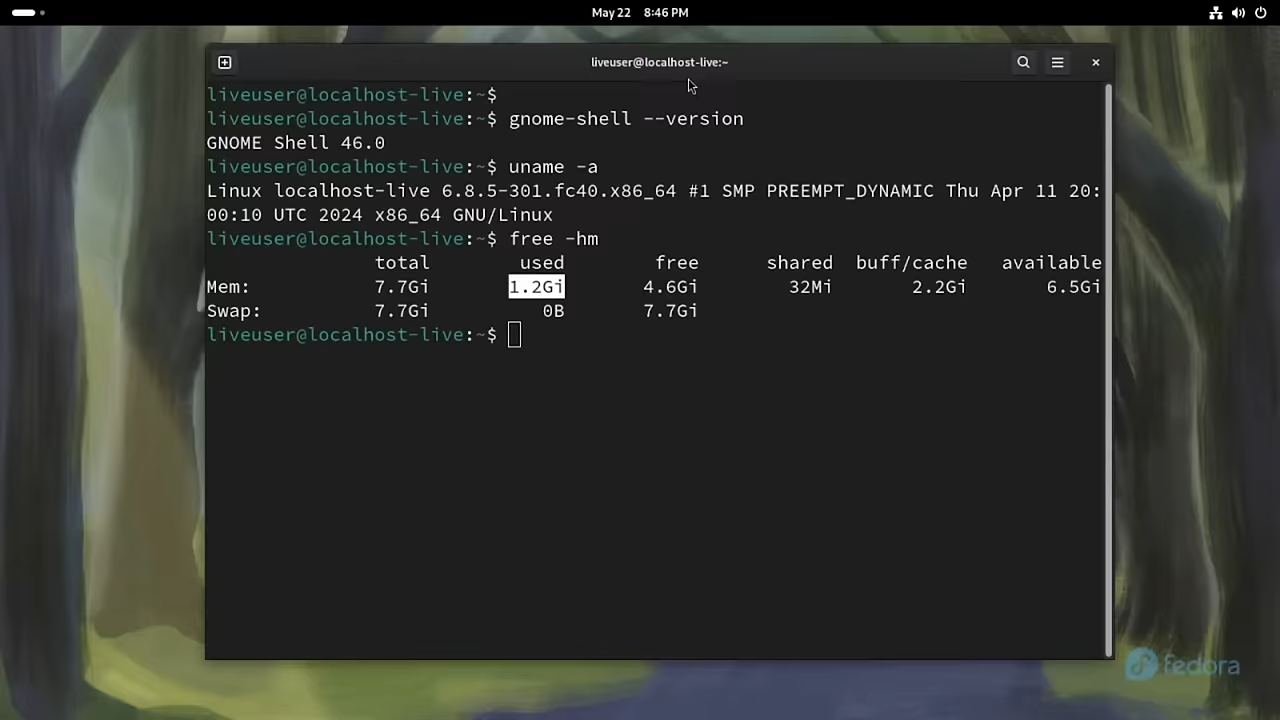 May 22 8:46 PM
liveuser@localhost-live:~
liveuser@localhost-live:~$
liveuser@localhost-live:~$ gnome-shell --version
GNOME Shell 46.0
liveuser@localhost-live:~$ uname -a
Linux localhost-live 6.8.5-301.fc40.x86_64 #1 SMP PREEMPT_DYNAMIC Thu Apr 11 20:
00:10 UTC 2024 x86_64 GNU/Linux
liveuser@localhost-live:~$ free -hm
total used free shared buff/cache available
Mem: 7.7Gi 1.2Gi 4.6Gi 32Mi 2.2Gi 6.5Gi
Swap: 7.7Gi 0B 7.7Gi
liveuser@localhost-live:~$
fedora